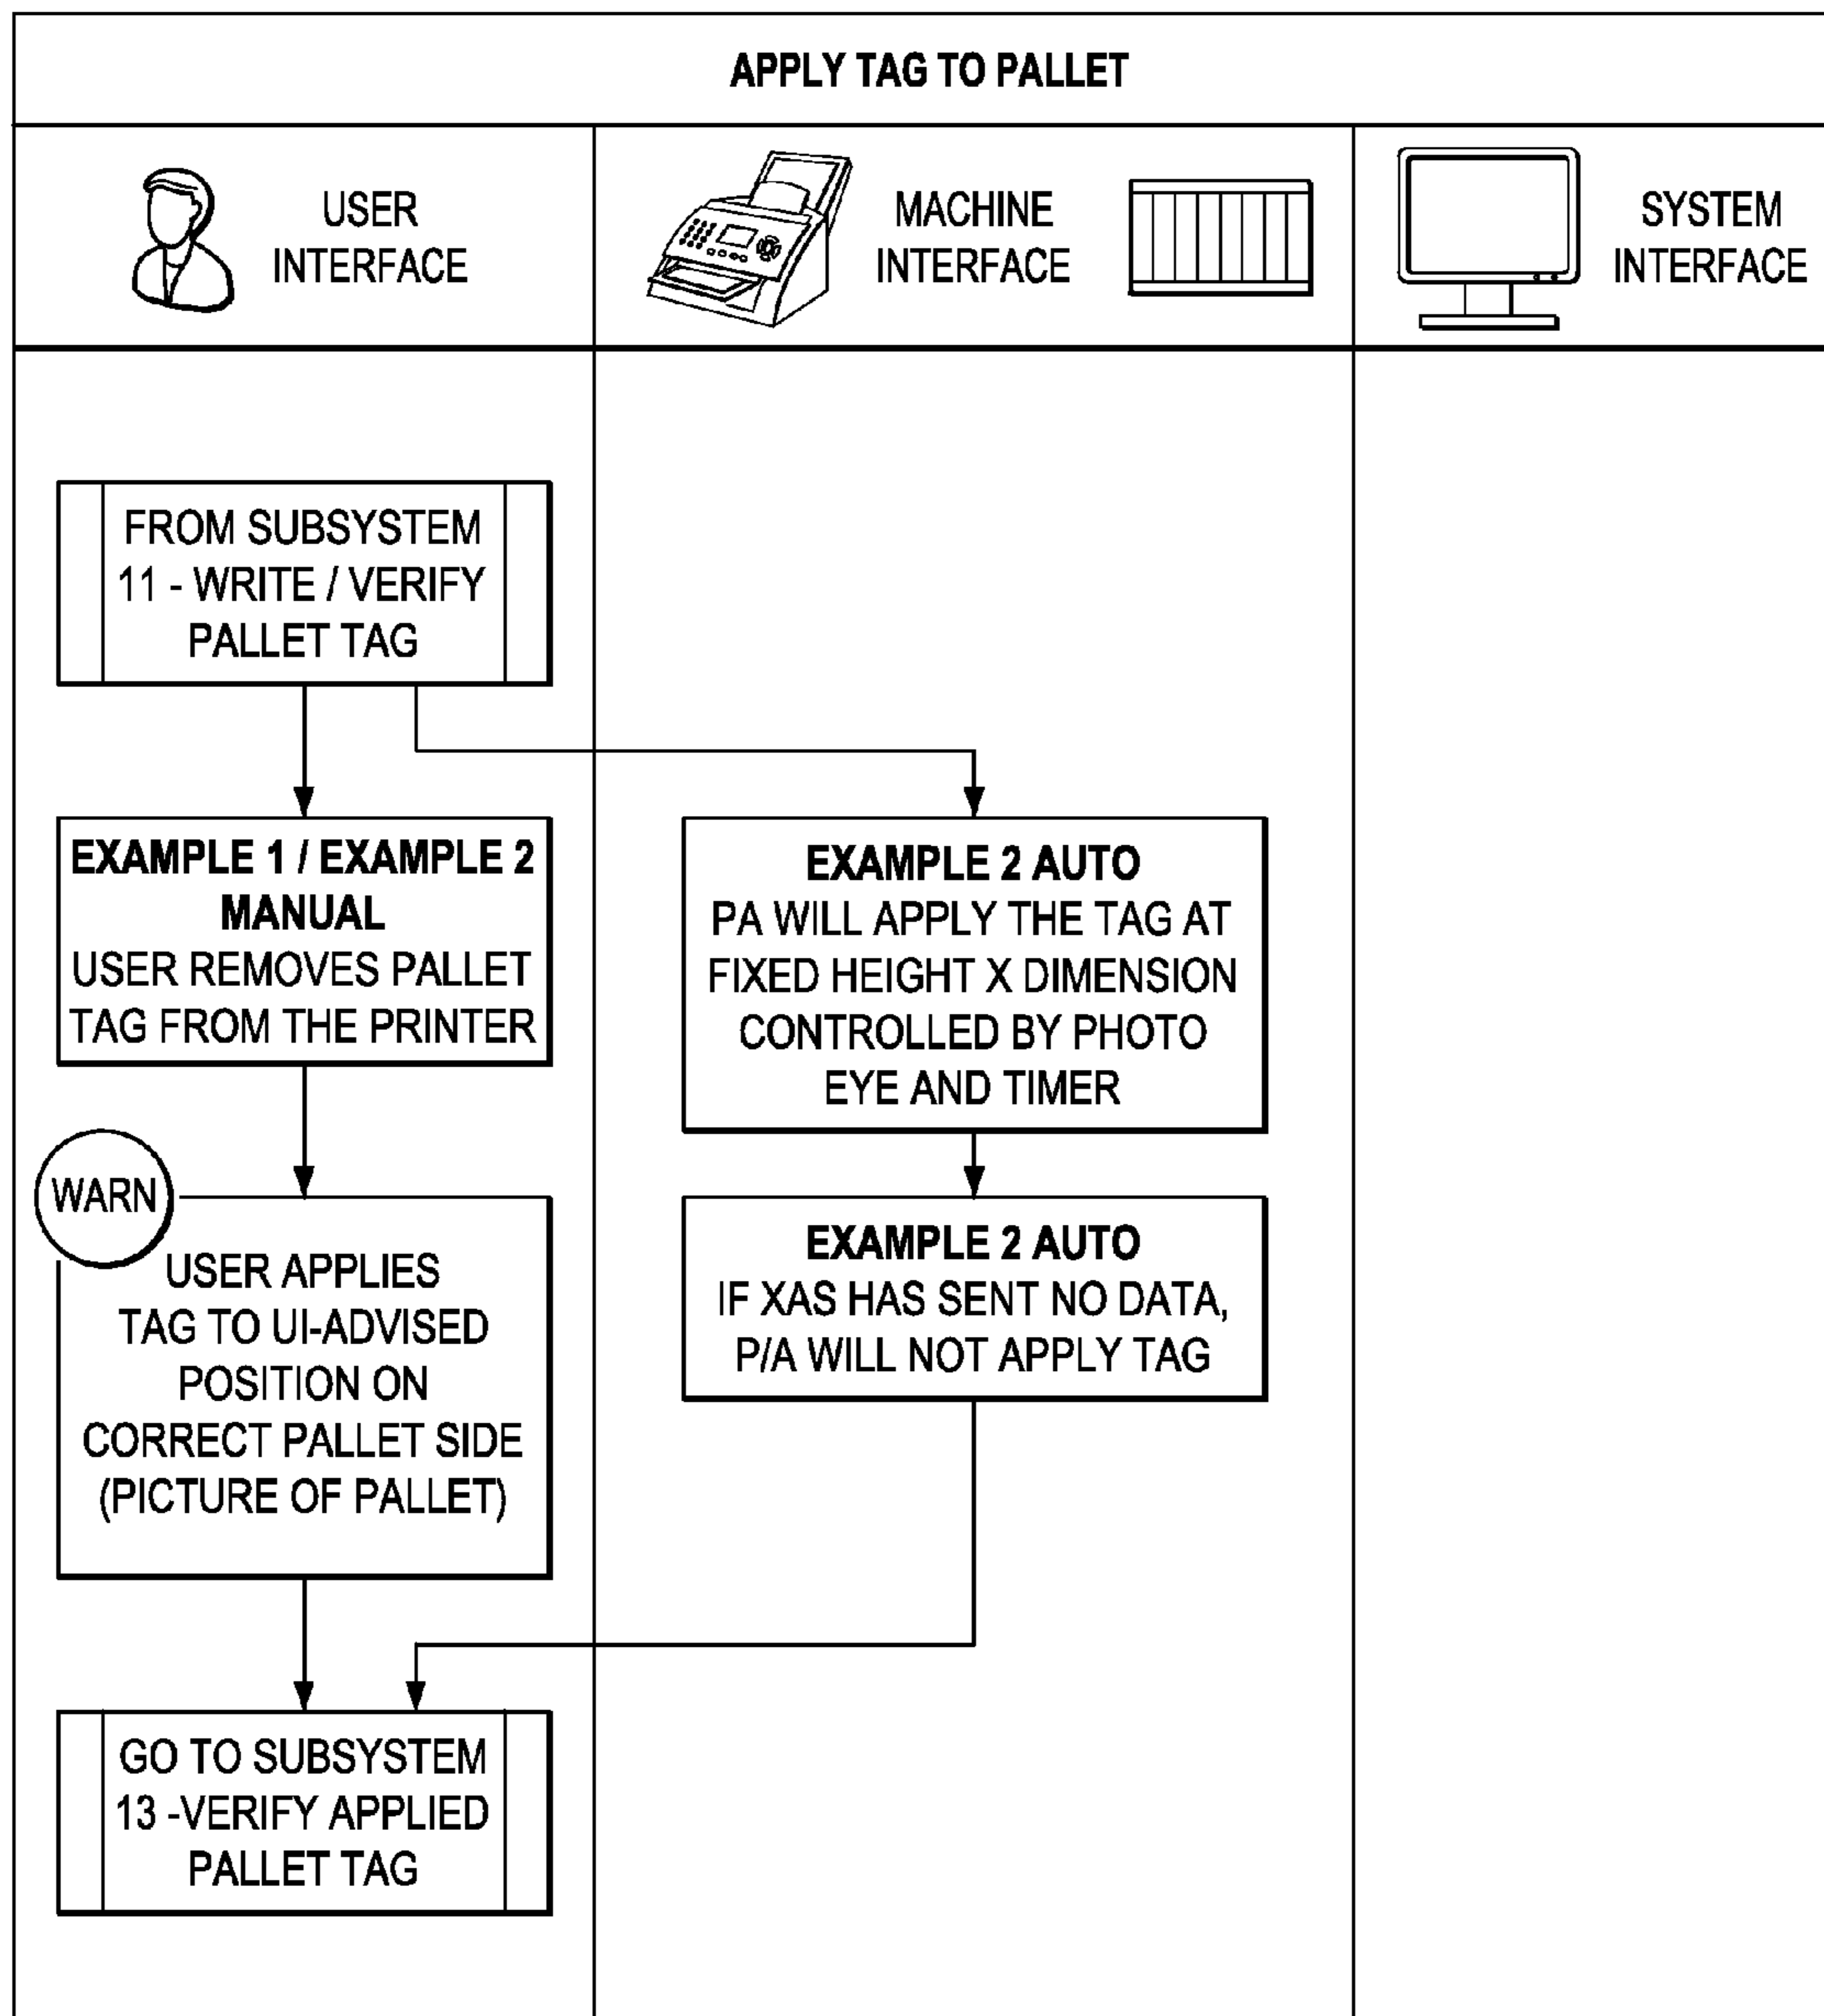 APPLY TAG TO PALLET
USER
INTERFACE
MACHINE
INTERFACE
SYSTEM
INTERFACE
FROM SUBSYSTEM
11 - WRITE / VERIFY
PALLET TAG
EXAMPLE 1 / EXAMPLE 2
MANUAL
USER REMOVES PALLET
TAG FROM THE PRINTER
EXAMPLE 2 AUTO
PA WILL APPLY THE TAG AT
FIXED HEIGHT X DIMENSION
CONTROLLED BY PHOTO
EYE AND TIMER
WARN
USER APPLIES
TAG TO UI-ADVISED
POSITION ON
CORRECT PALLET SIDE
(PICTURE OF PALLET)
EXAMPLE 2 AUTO
IF XAS HAS SENT NO DATA,
P/A WILL NOT APPLY TAG
GO TO SUBSYSTEM
13 -VERIFY APPLIED
PALLET TAG